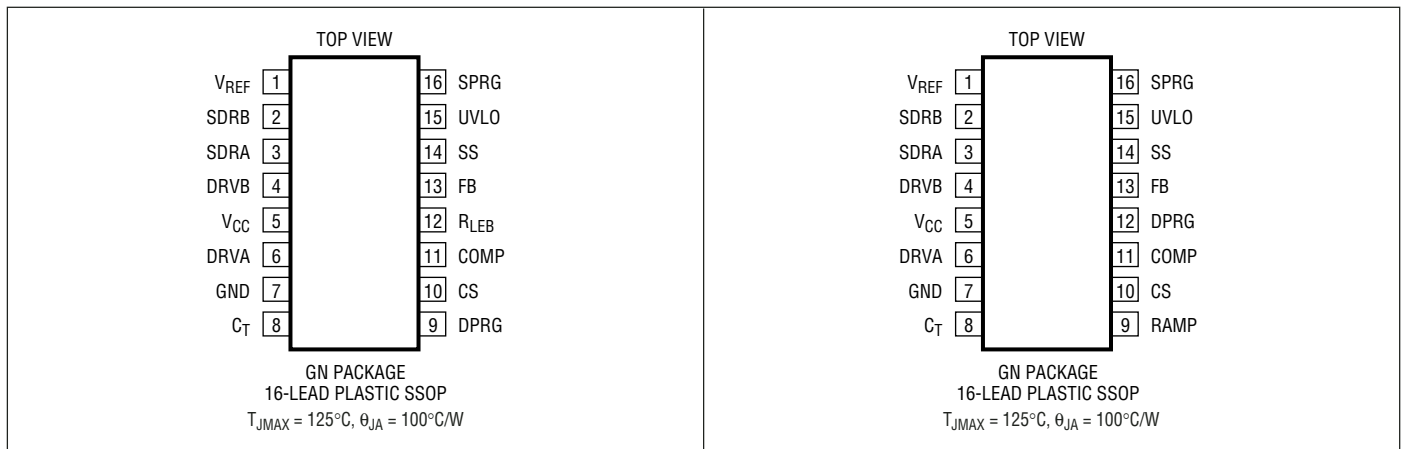 TOP VIEW
VREF 1 16 SPRG
SDRB 2 15 UVLO
SDRA 3 14 SS
DRVB 4 13 FB
VCC 5 12 RLEB
DRVA 6 11 COMP
GND 7 10 CS
CT 8 9 DPRG
GN PACKAGE
16-LEAD PLASTIC SSOP
TJMAX = 125°C, θJA = 100°C/W
TOP VIEW
VREF 1 16 SPRG
SDRB 2 15 UVLO
SDRA 3 14 SS
DRVB 4 13 FB
VCC 5 12 DPRG
DRVA 6 11 COMP
GND 7 10 CS
CT 8 9 RAMP
GN PACKAGE
16-LEAD PLASTIC SSOP
TJMAX = 125°C, θJA = 100°C/W